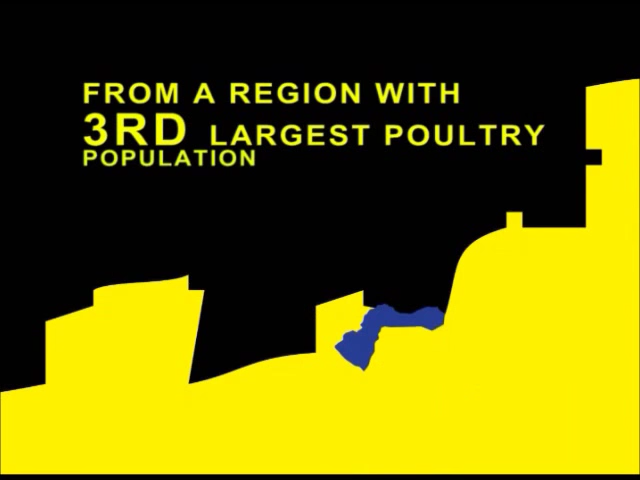 FROM A REGION WITH
3RD LARGEST POULTRY
POPULATION